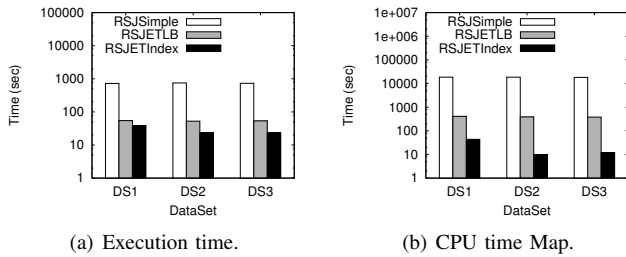 100000
10000
1000
100
10
1
Time (sec)
RSJSimple
RSJETLB
RSJETIndex
DS1 DS2 DS3
DataSet
(a) Execution time.
1e+007
1e+006
100000
10000
1000
100
10
1
Time (sec)
RSJSimple
RSJETLB
RSJETIndex
DS1 DS2 DS3
DataSet
(b) CPU time Map.